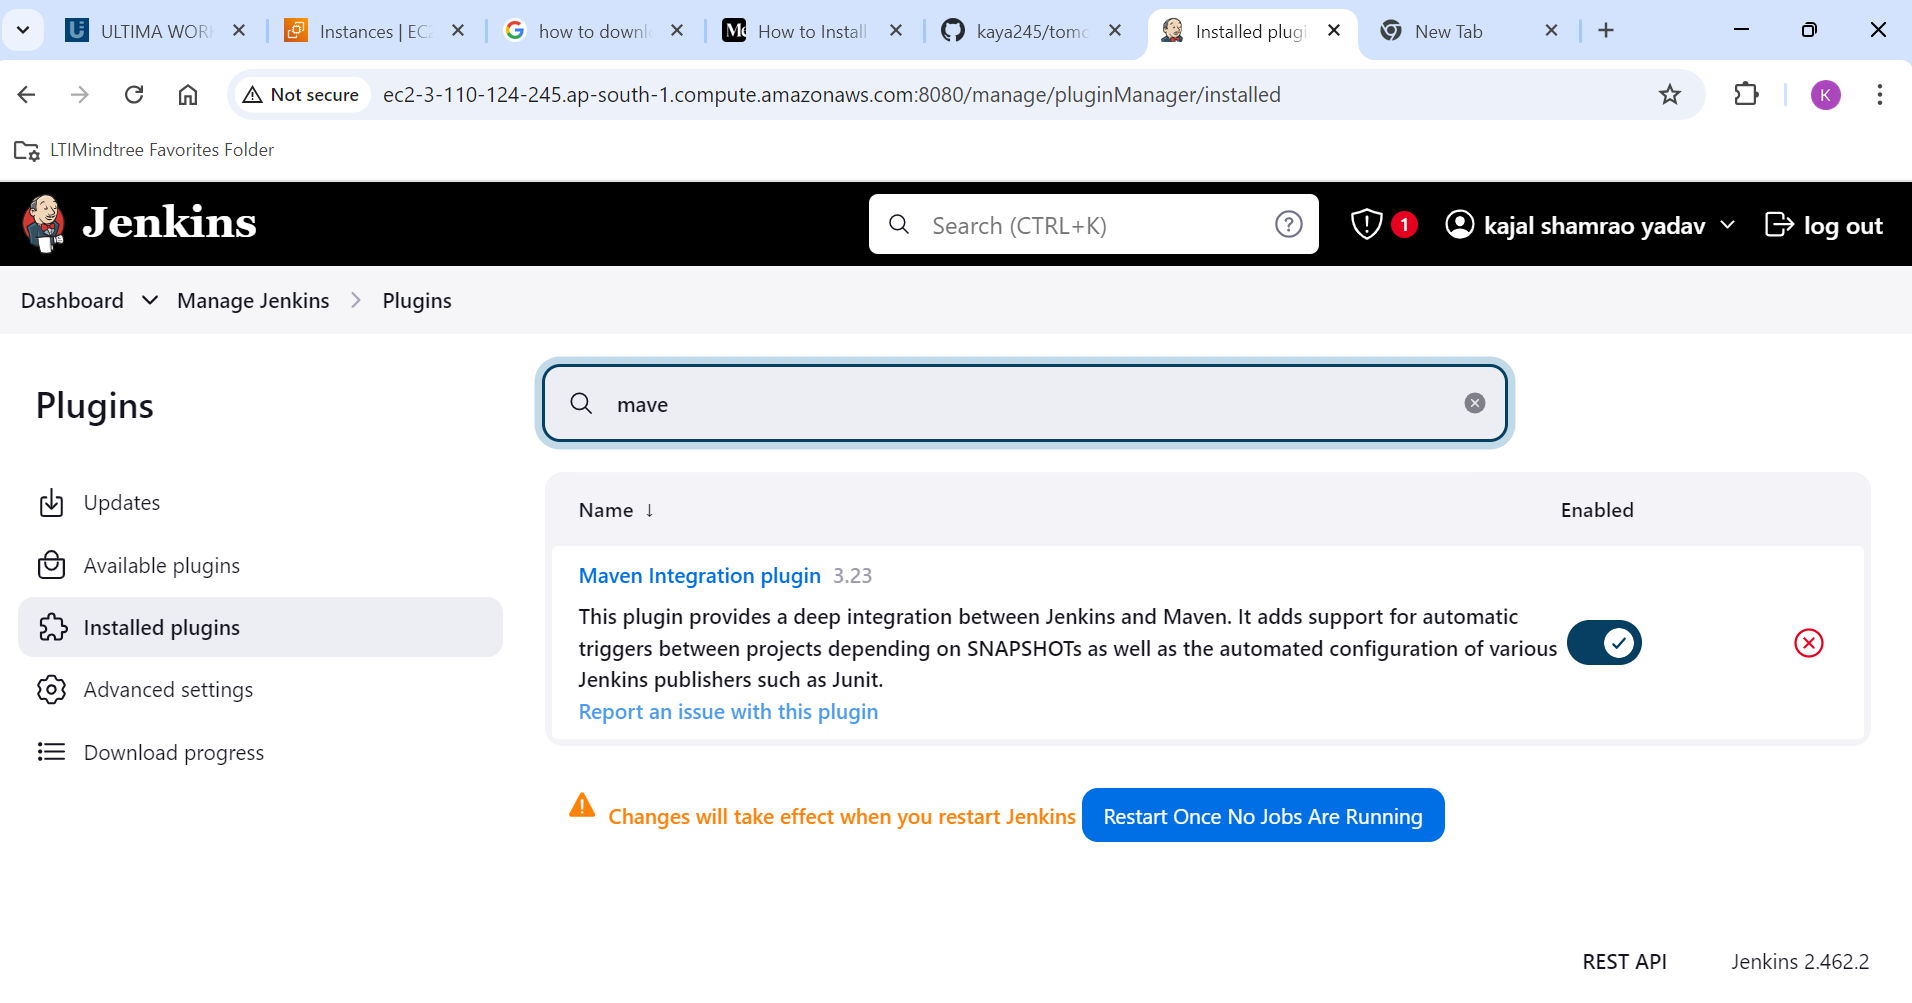 ULTIMA WOR
Instances | EC2
how to downl
How to Install
kaya245/tomc
Installed plugi
New Tab
Not secure
ec2-3-110-124-245.ap-south-1.compute.amazonaws.com:8080/manage/pluginManager/installed
K
LTIMindtree Favorites Folder
Jenkins
Search (CTRL+K)
1
kajal shamrao yadav
log out
Dashboard
Manage Jenkins
Plugins
Plugins
mave
Updates
Available plugins
Installed plugins
Advanced settings
Download progress
Name ↓
Enabled
Maven Integration plugin 3.23
This plugin provides a deep integration between Jenkins and Maven. It adds support for automatic
triggers between projects depending on SNAPSHOTs as well as the automated configuration of various
Jenkins publishers such as Junit.
Report an issue with this plugin
Changes will take effect when you restart Jenkins
Restart Once No Jobs Are Running
REST API
Jenkins 2.462.2